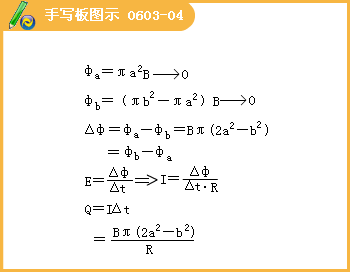 手写板图示 0603-04
Φa=πa²B⟶0
Φb=(πb²-πa²)B⟶0
ΔΦ=Φa-Φb=Bπ(2a²-b²)
=Φb-Φa
E=ΔΦ/Δt⟹I=ΔΦ/Δt·R
Q=IΔt
=Bπ(2a²-b²)/R